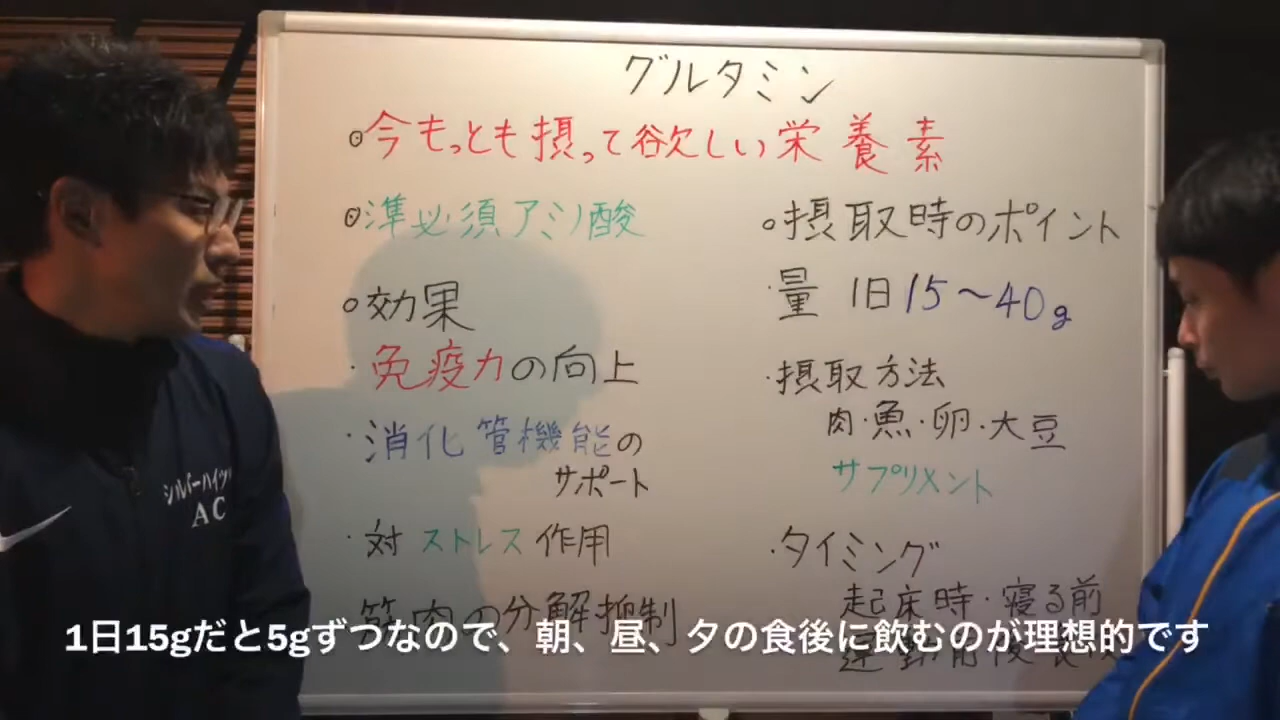 グルタミン
今もっとも摂って欲しい栄養素
準必須アミノ酸
効果
・免疫力の向上
・消化管機能の
サポート
・対ストレス作用
筋肉の分解抑制
摂取時のポイント
・量 1日15〜40g
・摂取方法
肉・魚・卵・大豆
サプリメント
・タイミング
起床時・寝る前
シルバーハイツ
AC
1日15gだと5gずつなので、朝、昼、夕の食後に飲むのが理想的です